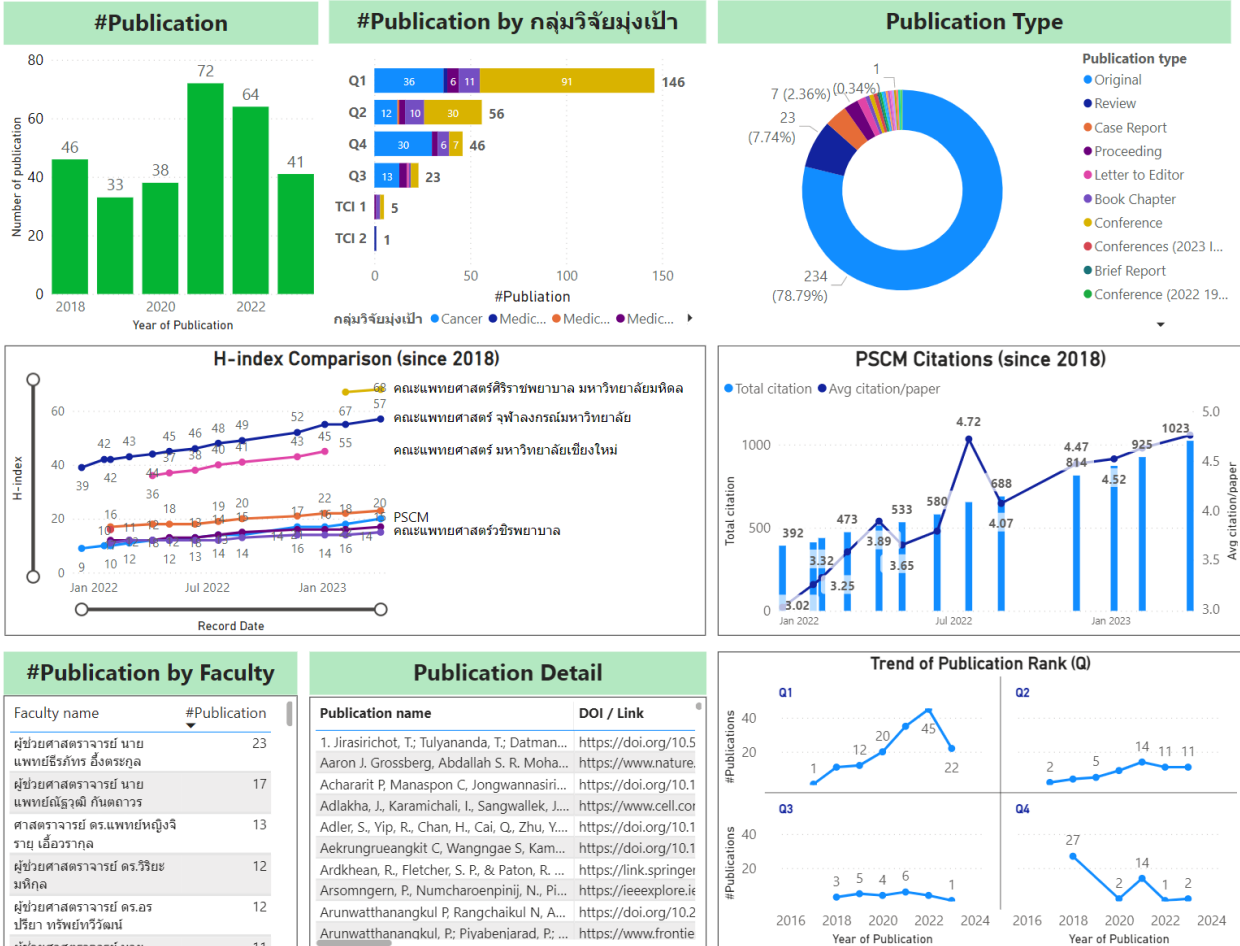 #Publication
Number of publication
80
60
40
20
0
46
33
38
72
64
41
2018
2020
2022
Year of Publication
#Publication by กลุ่มวิจัยมุ่งเป้า
Q1
36
6
11
91
146
Q2
12
10
30
56
Q4
30
6
7
46
Q3
13
23
TCI 1
5
TCI 2
1
0
50
100
150
#Publiation
กลุ่มวิจัยมุ่งเป้า
Cancer
Medic...
Medic...
Medic...
Publication Type
1
7 (2.36%)
(0.34%)
23
(7.74%)
234
(78.79%)
Publication type
Original
Review
Case Report
Proceeding
Letter to Editor
Book Chapter
Conference
Conferences (2023 I...
Brief Report
Conference (2022 19...
H-index Comparison (since 2018)
H-index
60
40
20
0
68
คณะแพทยศาสตร์ศิริราชพยาบาล มหาวิทยาลัยมหิดล
39
42
42
43
45
46
48
49
52
67
57
คณะแพทยศาสตร์ จุฬาลงกรณ์มหาวิทยาลัย
44
36
37
38
40
41
43
45
55
คณะแพทยศาสตร์ มหาวิทยาลัยเชียงใหม่
16
18
19
20
22
20
PSCM
คณะแพทยศาสตร์วชิรพยาบาล
9
10
12
12
13
14
14
16
14
16
14
Jan 2022
Jul 2022
Jan 2023
Record Date
PSCM Citations (since 2018)
Total citation
Avg citation/paper
Total citation
1000
500
0
392
473
533
580
688
814
925
1023
3.02
3.32
3.25
3.89
3.65
4.72
4.07
4.47
4.52
5.0
4.5
4.0
3.5
3.0
Avg citation/paper
Jan 2022
Jul 2022
Jan 2023
#Publication by Faculty
Faculty name
#Publication
ผู้ช่วยศาสตราจารย์ นาย
แพทย์ธีรภัทร อึ้งตระกูล
23
ผู้ช่วยศาสตราจารย์ นาย
แพทย์ณัฐวุฒิ กันตถาวร
17
ศาสตราจารย์ ดร.แพทย์หญิงจิ
รายุ เอื้อวรากุล
13
ผู้ช่วยศาสตราจารย์ ดร.วิริยะ
มหิกุล
12
ผู้ช่วยศาสตราจารย์ ดร.อร
ปรียา ทรัพย์ทวีวัฒน์
12
Publication Detail
Publication name
DOI / Link
1. Jirasirichot, T.; Tulyananda, T.; Datman...
https://doi.org/10.5
Aaron J. Grossberg, Abdallah S. R. Moha...
https://www.nature.
Achararit P, Manaspon C, Jongwannasiri...
https://doi.org/10.1
Adlakha, J., Karamichali, I., Sangwallek, J....
https://www.cell.cor
Adler, S., Yip, R., Chan, H., Cai, Q., Zhu, Y....
https://doi.org/10.1
Aekrungrueangkit C, Wangngae S, Kam...
https://doi.org/10.1
Ardkhean, R., Fletcher, S. P., & Paton, R. ...
https://link.springer
Arsomngern, P., Numcharoenpinij, N., Pi...
https://ieeexplore.ie
Arunwatthanangkul P, Rangchaikul N, A...
https://doi.org/10.2
Arunwatthanangkul, P.; Piyabenjarad, P.; ...
https://www.frontie
Trend of Publication Rank (Q)
Q1
#Publications
40
20
1
12
20
45
22
Q2
2
5
14
11
11
Q3
#Publications
40
20
3
5
4
6
1
Q4
27
2
14
1
2
2016
2018
2020
2022
2024
2016
2018
2020
2022
2024
Year of Publication
Year of Publication